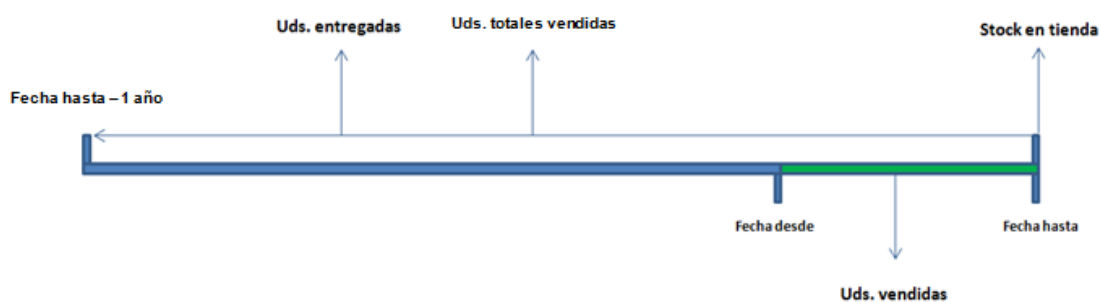 Uds. entregadas
Uds. totales vendidas
Stock en tienda
Fecha hasta – 1 año
Fecha desde
Fecha hasta
Uds. vendidas